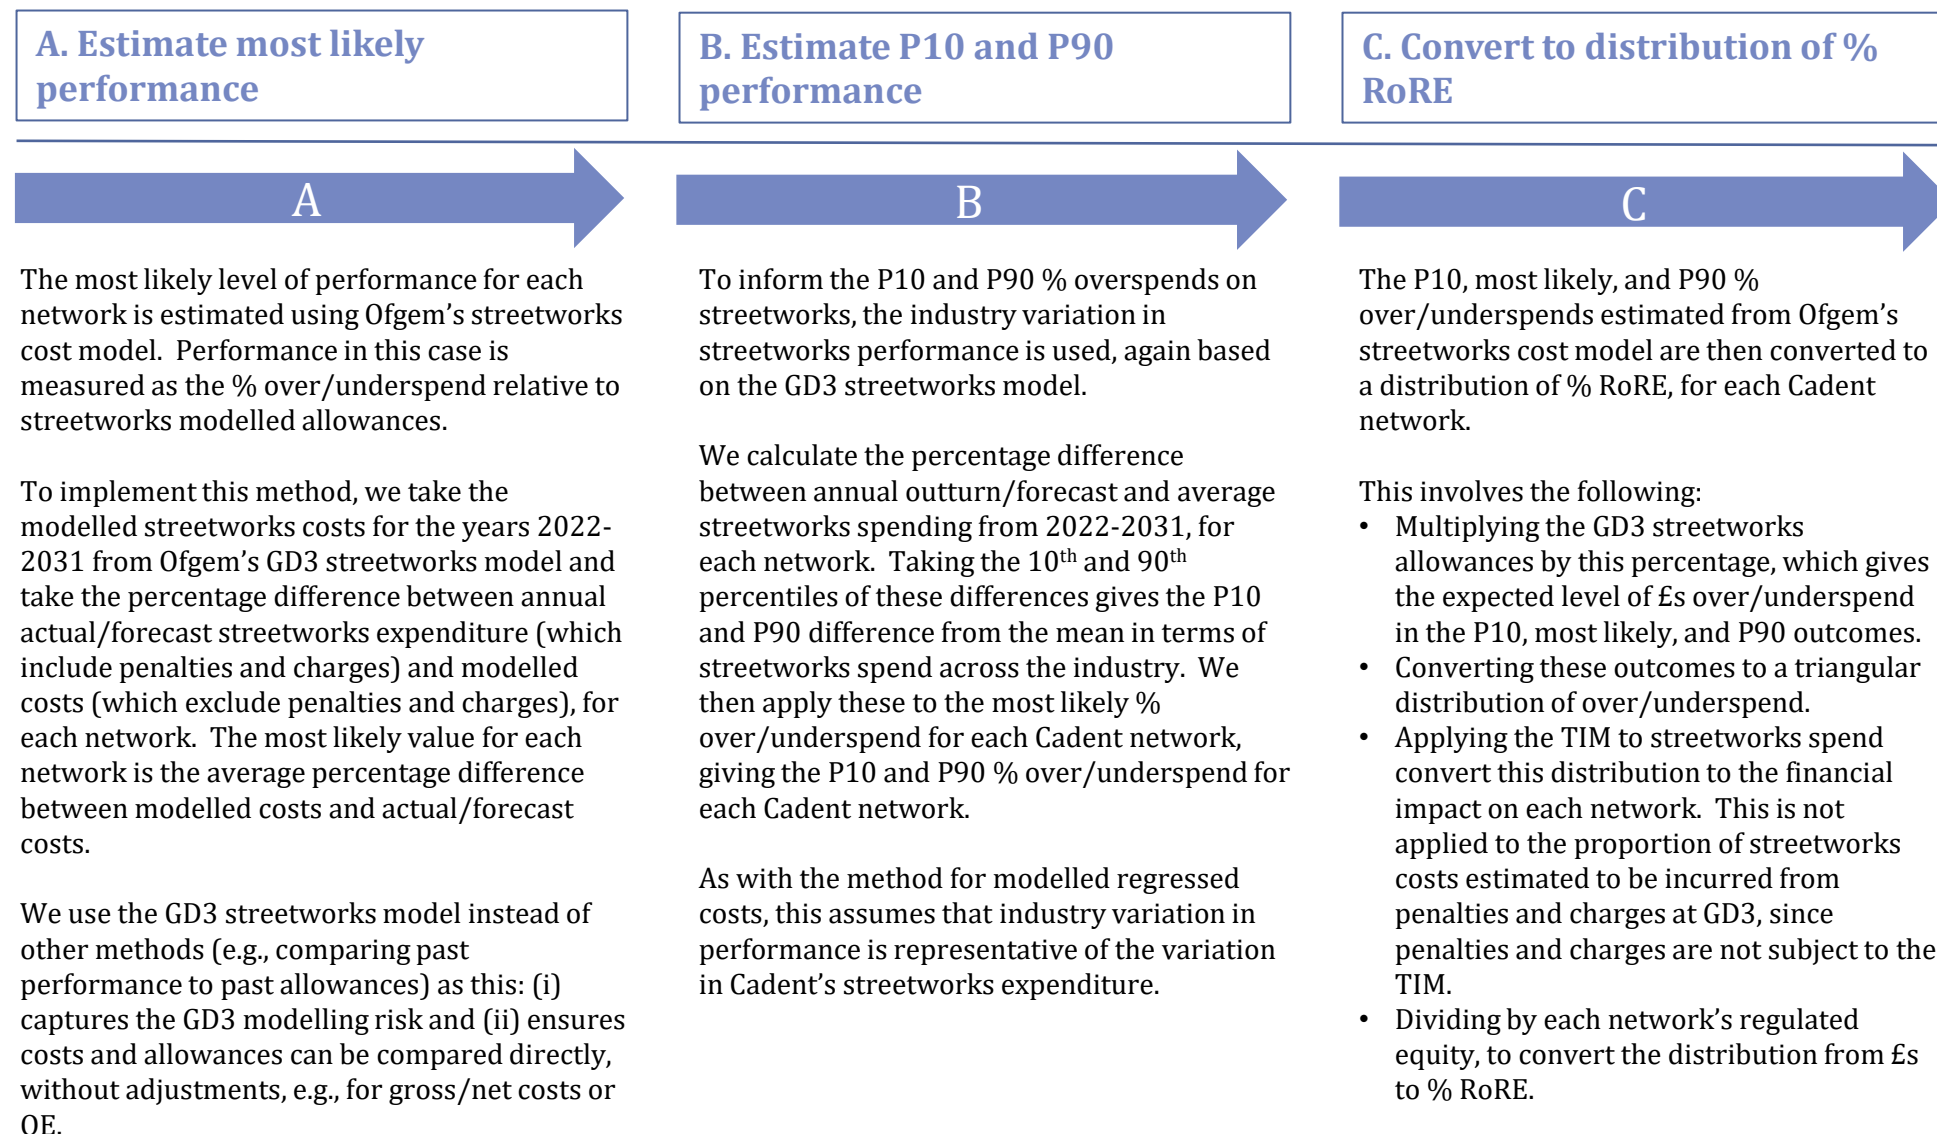 A. Estimate most likely
performance
B. Estimate P10 and P90
performance
C. Convert to distribution of %
RoRE
A
B
C
The most likely level of performance for each
network is estimated using Ofgem's streetworks
cost model.  Performance in this case is
measured as the % over/underspend relative to
streetworks modelled allowances.
To implement this method, we take the
modelled streetworks costs for the years 2022-
2031 from Ofgem's GD3 streetworks model and
take the percentage difference between annual
actual/forecast streetworks expenditure (which
include penalties and charges) and modelled
costs (which exclude penalties and charges), for
each network.  The most likely value for each
network is the average percentage difference
between modelled costs and actual/forecast
costs.
We use the GD3 streetworks model instead of
other methods (e.g., comparing past
performance to past allowances) as this: (i)
captures the GD3 modelling risk and (ii) ensures
costs and allowances can be compared directly,
without adjustments, e.g., for gross/net costs or
OE.
To inform the P10 and P90 % overspends on
streetworks, the industry variation in
streetworks performance is used, again based
on the GD3 streetworks model.
We calculate the percentage difference
between annual outturn/forecast and average
streetworks spending from 2022-2031, for
each network.  Taking the 10th and 90th
percentiles of these differences gives the P10
and P90 difference from the mean in terms of
streetworks spend across the industry.  We
then apply these to the most likely %
over/underspend for each Cadent network,
giving the P10 and P90 % over/underspend for
each Cadent network.
As with the method for modelled regressed
costs, this assumes that industry variation in
performance is representative of the variation
in Cadent's streetworks expenditure.
The P10, most likely, and P90 %
over/underspends estimated from Ofgem's
streetworks cost model are then converted to
a distribution of % RoRE, for each Cadent
network.
This involves the following:
• Multiplying the GD3 streetworks
allowances by this percentage, which gives
the expected level of £s over/underspend
in the P10, most likely, and P90 outcomes.
• Converting these outcomes to a triangular
distribution of over/underspend.
• Applying the TIM to streetworks spend
convert this distribution to the financial
impact on each network.  This is not
applied to the proportion of streetworks
costs estimated to be incurred from
penalties and charges at GD3, since
penalties and charges are not subject to the
TIM.
• Dividing by each network's regulated
equity, to convert the distribution from £s
to % RoRE.